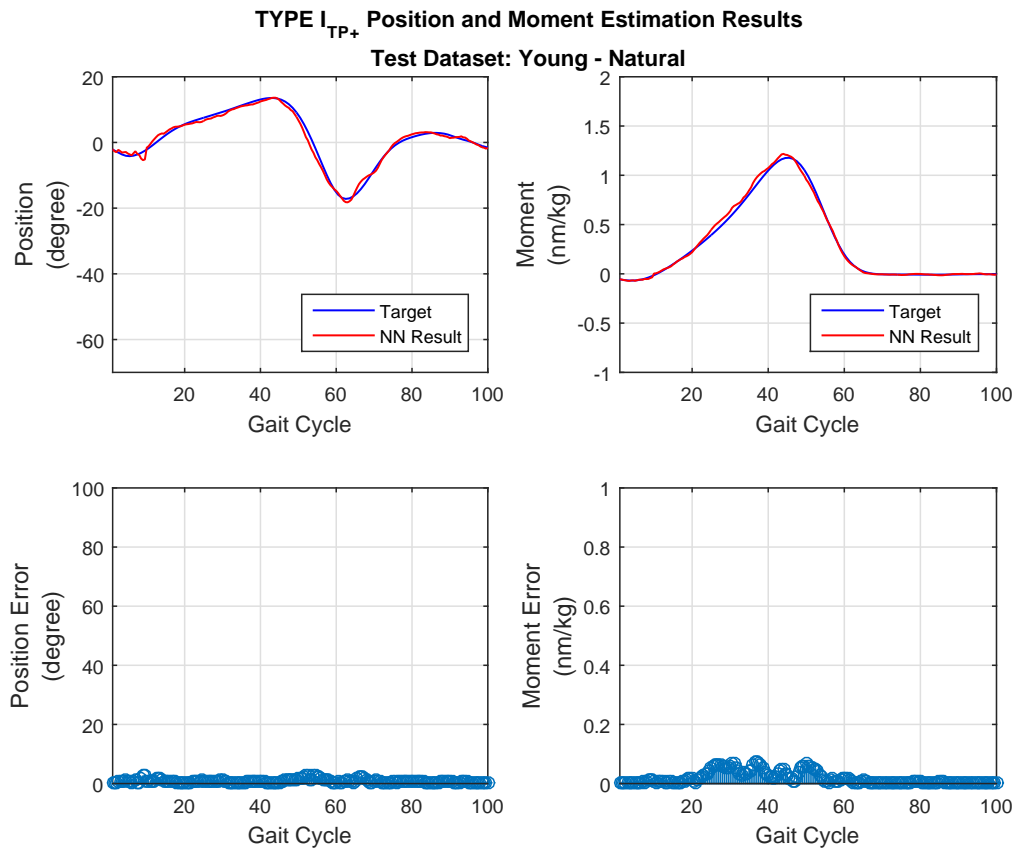 TYPE I_TP+ Position and Moment Estimation Results
Test Dataset: Young - Natural
20
0
-20
-40
-60
Position
(degree)
20
40
60
80
100
Gait Cycle
Target
NN Result
2
1.5
1
0.5
0
-0.5
-1
Moment
(nm/kg)
20
40
60
80
100
Gait Cycle
Target
NN Result
100
80
60
40
20
0
Position Error
(degree)
20
40
60
80
100
Gait Cycle
1
0.8
0.6
0.4
0.2
0
Moment Error
(nm/kg)
20
40
60
80
100
Gait Cycle